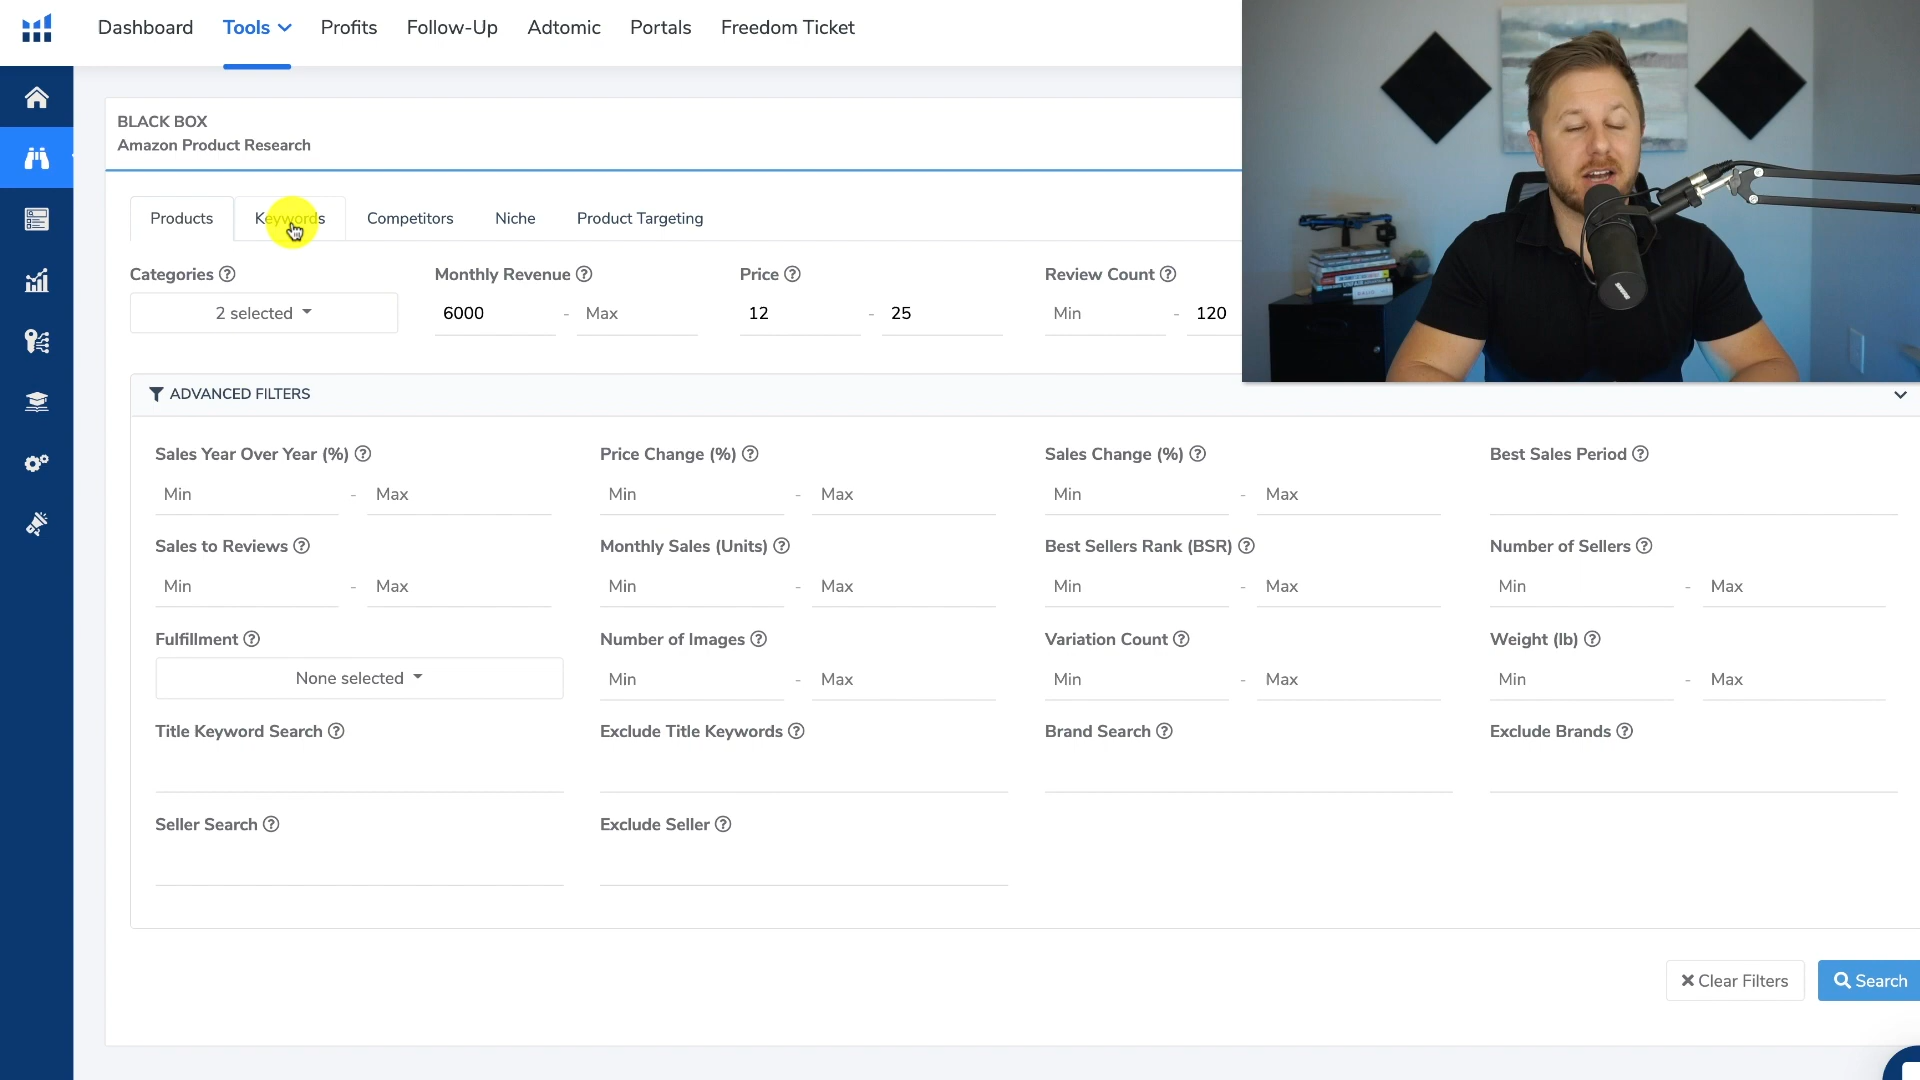 Dashboard Tools Profits Follow-Up Adtomic Portals Freedom Ticket
BLACK BOX
Amazon Product Research
Products Keywords Competitors Niche Product Targeting
Categories Monthly Revenue Price Review Count
2 selected 6000 - Max 12 - 25 Min - 120
ADVANCED FILTERS
Sales Year Over Year (%) Price Change (%) Sales Change (%) Best Sales Period
Min - Max Min - Max Min - Max
Sales to Reviews Monthly Sales (Units) Best Sellers Rank (BSR) Number of Sellers
Min - Max Min - Max Min - Max Min - Max
Fulfillment Number of Images Variation Count Weight (lb)
None selected Min - Max Min - Max Min - Max
Title Keyword Search Exclude Title Keywords Brand Search Exclude Brands
Seller Search Exclude Seller
Clear Filters Search